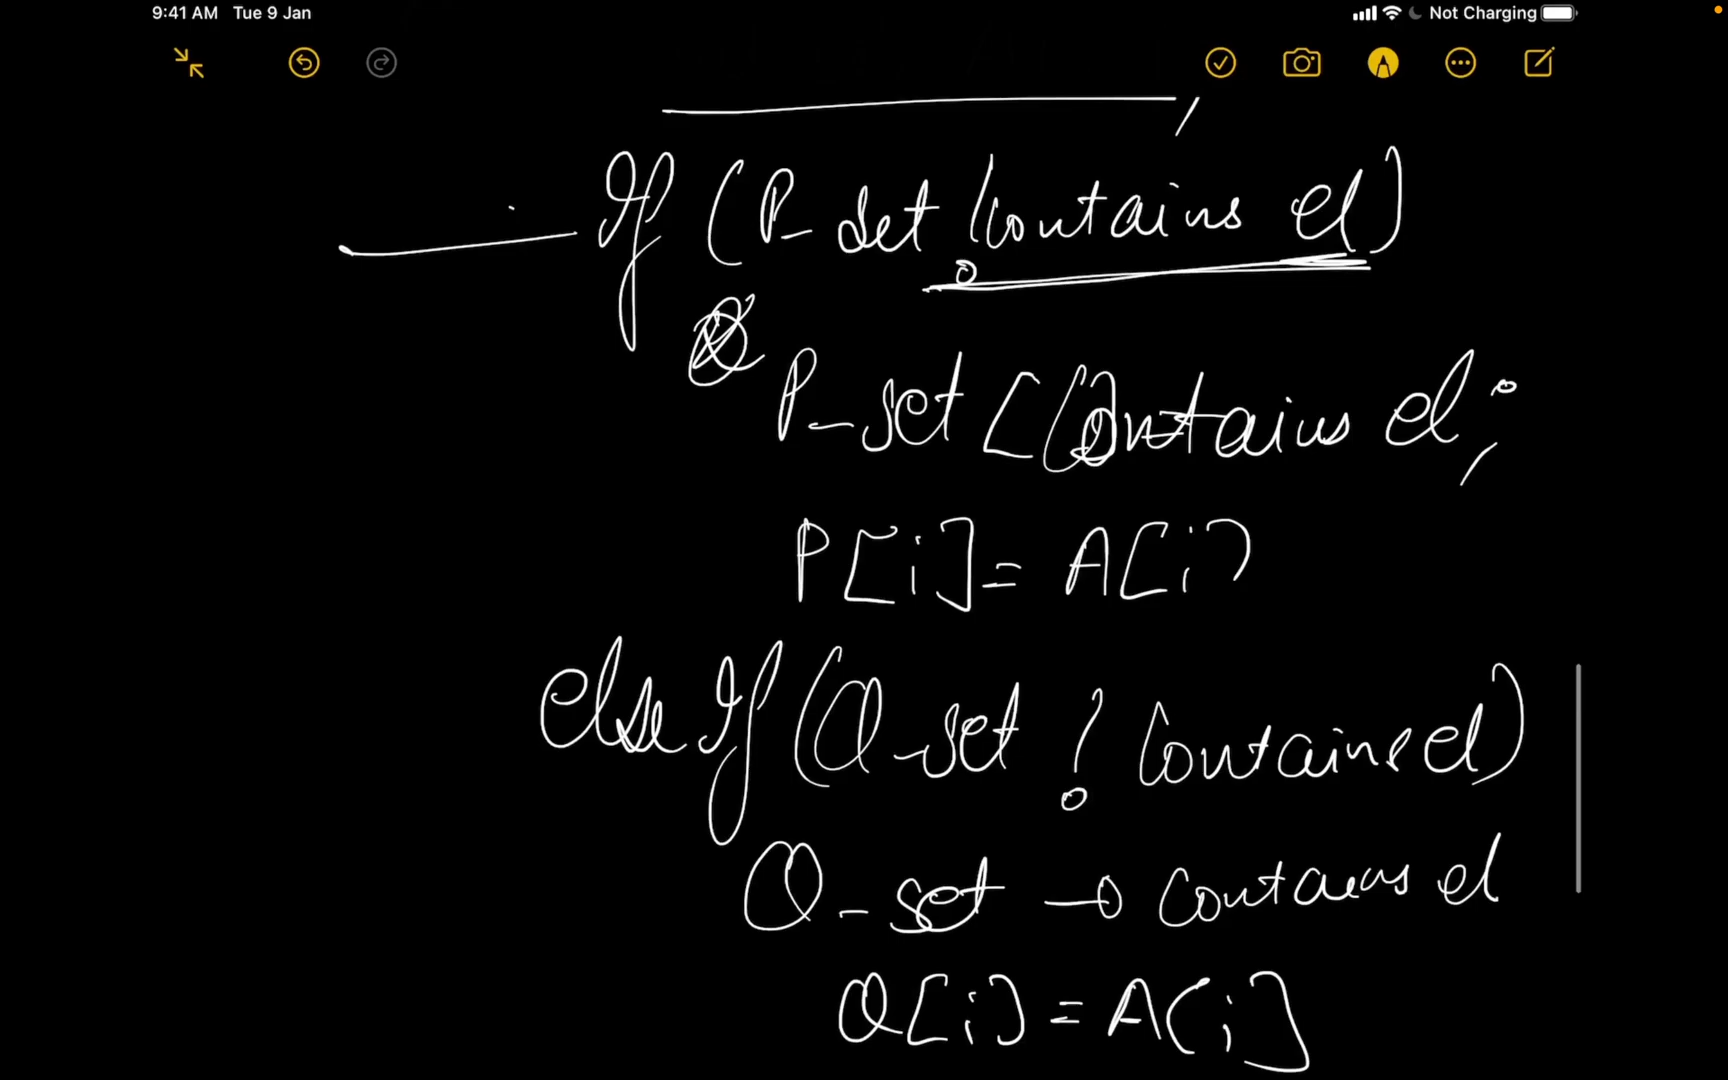 9:41 AM Tue 9 Jan Not Charging
If (P-set !contains el)
P-set [contains el;
P[i] = A[i]
else If (Q-set ! contains el)
Q-set → contains el
Q[i] = A[i]